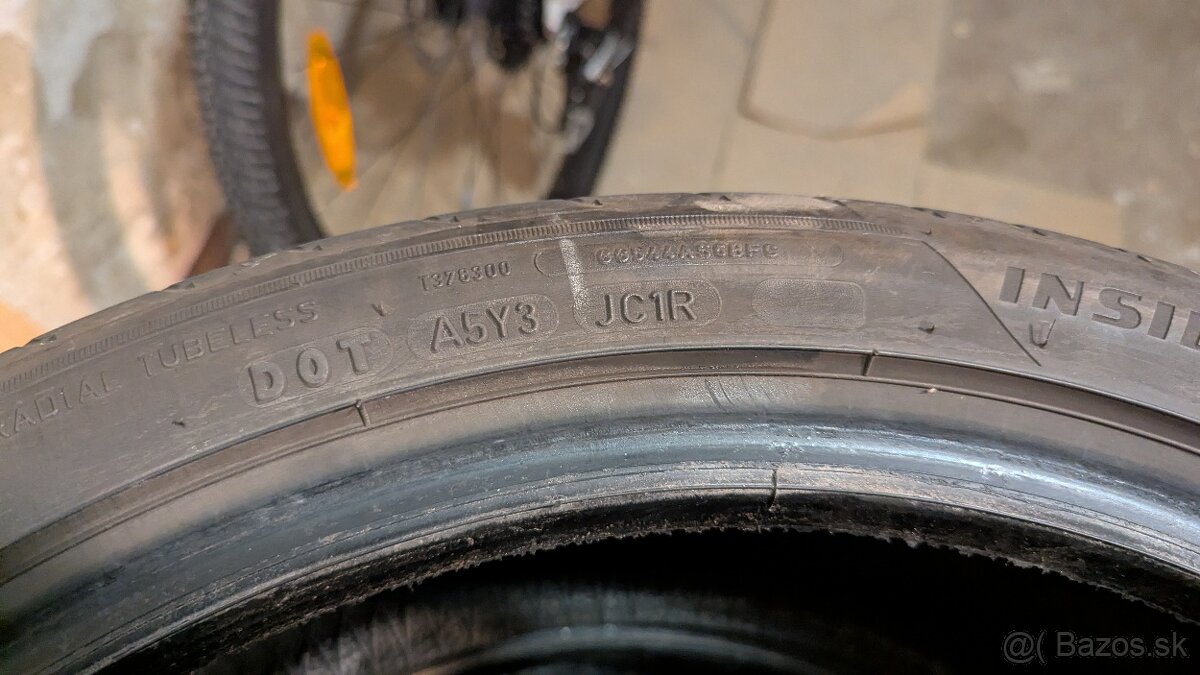 T376300
RADIAL TUBELESS
DOT A5Y3 JC1R
INSI
@( Bazos.sk